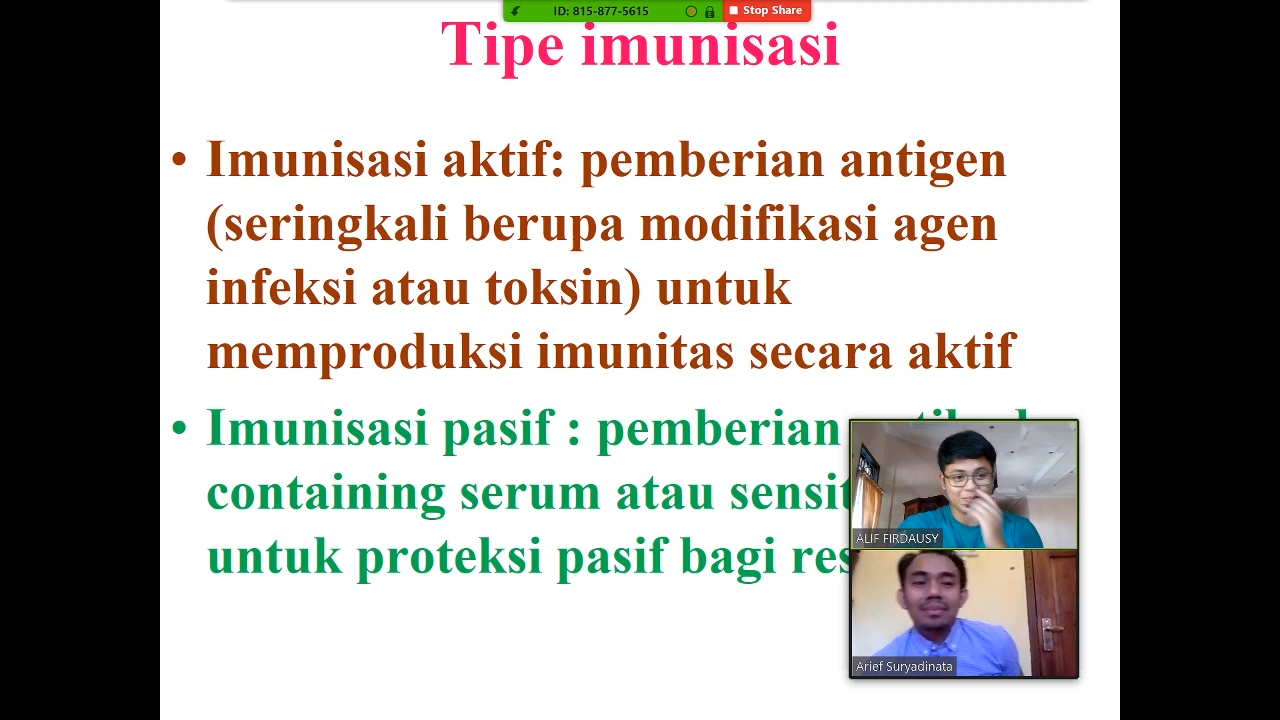 ID: 815-877-5615
Stop Share
Tipe imunisasi
• Imunisasi aktif: pemberian antigen
(seringkali berupa modifikasi agen
infeksi atau toksin) untuk
memproduksi imunitas secara aktif
• Imunisasi pasif : pemberian
containing serum atau
untuk proteksi pasif bagi
ALIF FIRDAUSY
Arief Suryadinata